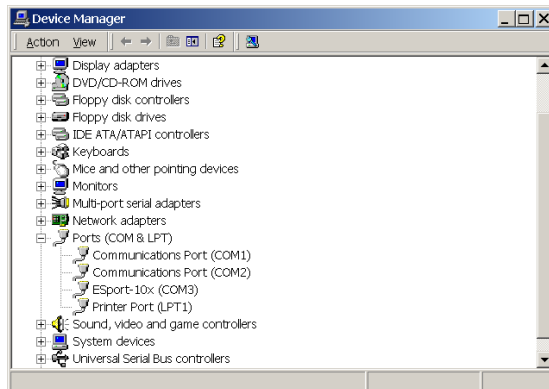 Device Manager
Action View
Display adapters
DVD/CD-ROM drives
Floppy disk controllers
Floppy disk drives
IDE ATA/ATAPI controllers
Keyboards
Mice and other pointing devices
Monitors
Multi-port serial adapters
Network adapters
Ports (COM & LPT)
Communications Port (COM1)
Communications Port (COM2)
ESport-10x (COM3)
Printer Port (LPT1)
Sound, video and game controllers
System devices
Universal Serial Bus controllers